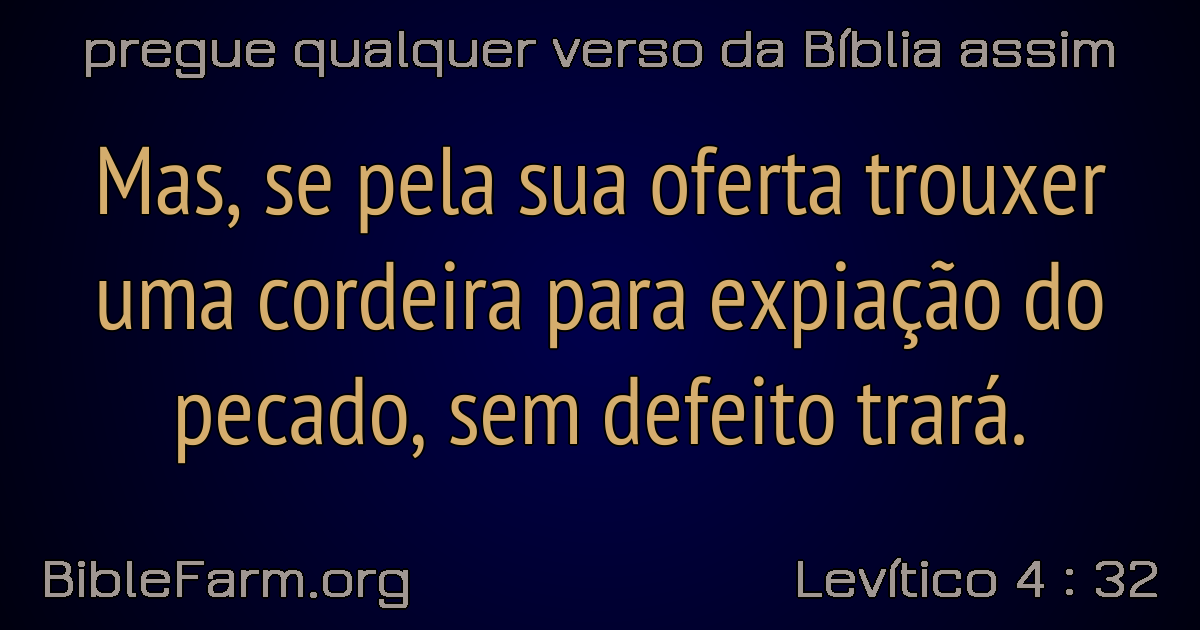 pregue qualquer verso da Bíblia assim
Mas, se pela sua oferta trouxer
uma cordeira para expiação do
pecado, sem defeito trará.
BibleFarm.org
Levítico 4 : 32